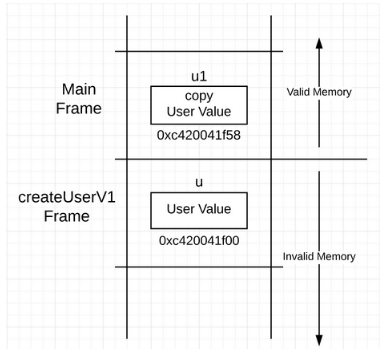 u1
Main
Frame
copy
User Value
Valid Memory
0xc420041f58
u
createUserV1
Frame
User Value
0xc420041f00
Invalid Memory